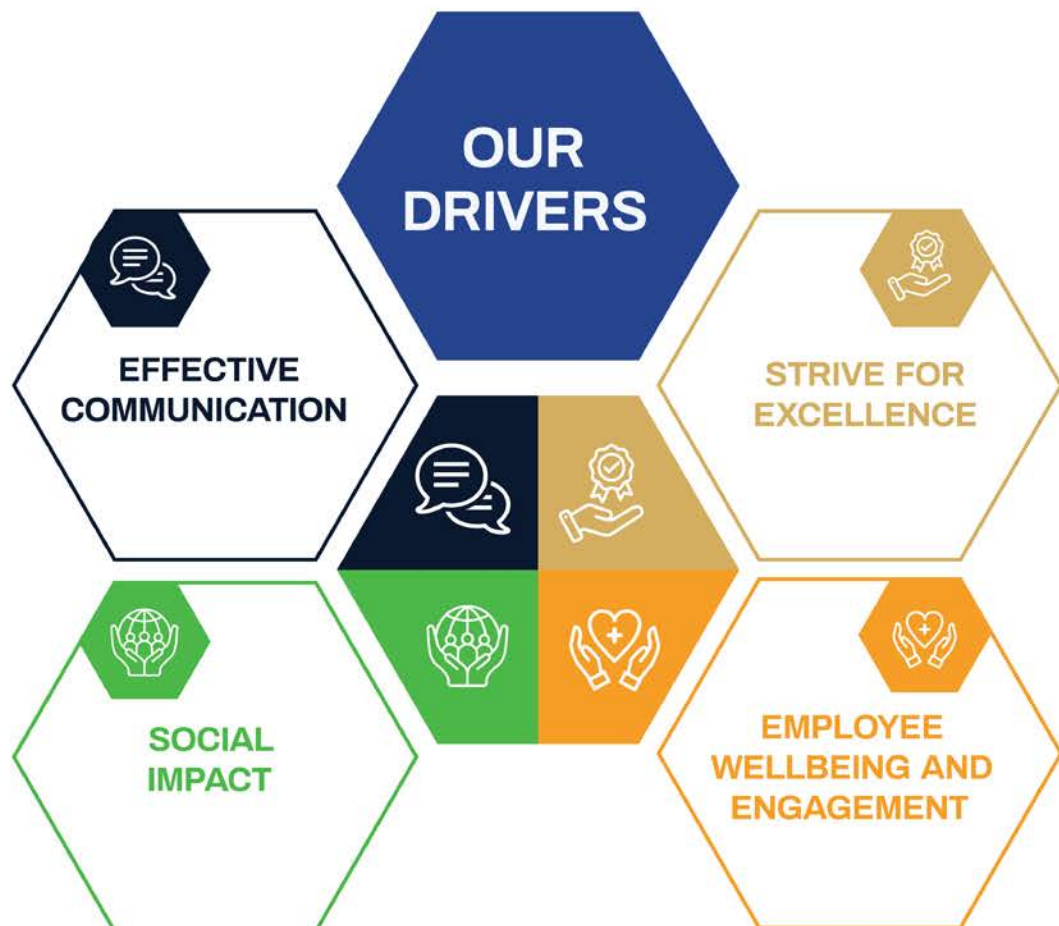 OUR
DRIVERS
EFFECTIVE
COMMUNICATION
STRIVE FOR
EXCELLENCE
SOCIAL
IMPACT
EMPLOYEE
WELLBEING AND
ENGAGEMENT